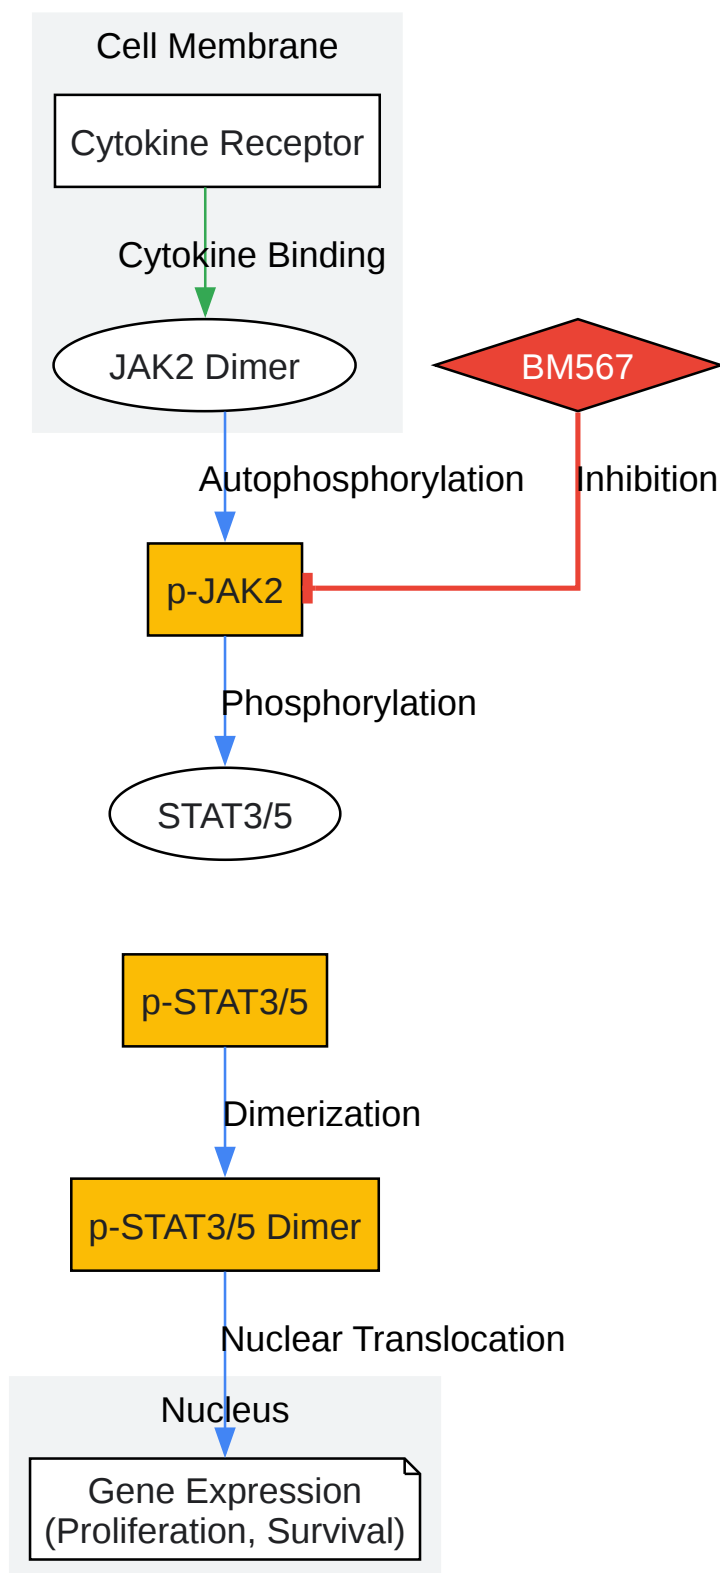 Cell Membrane
Cytokine Receptor
Cytokine Binding
JAK2 Dimer
BM567
Autophosphorylation
Inhibition
p-JAK2
Phosphorylation
STAT3/5
p-STAT3/5
Dimerization
p-STAT3/5 Dimer
Nuclear Translocation
Nucleus
Gene Expression
(Proliferation, Survival)